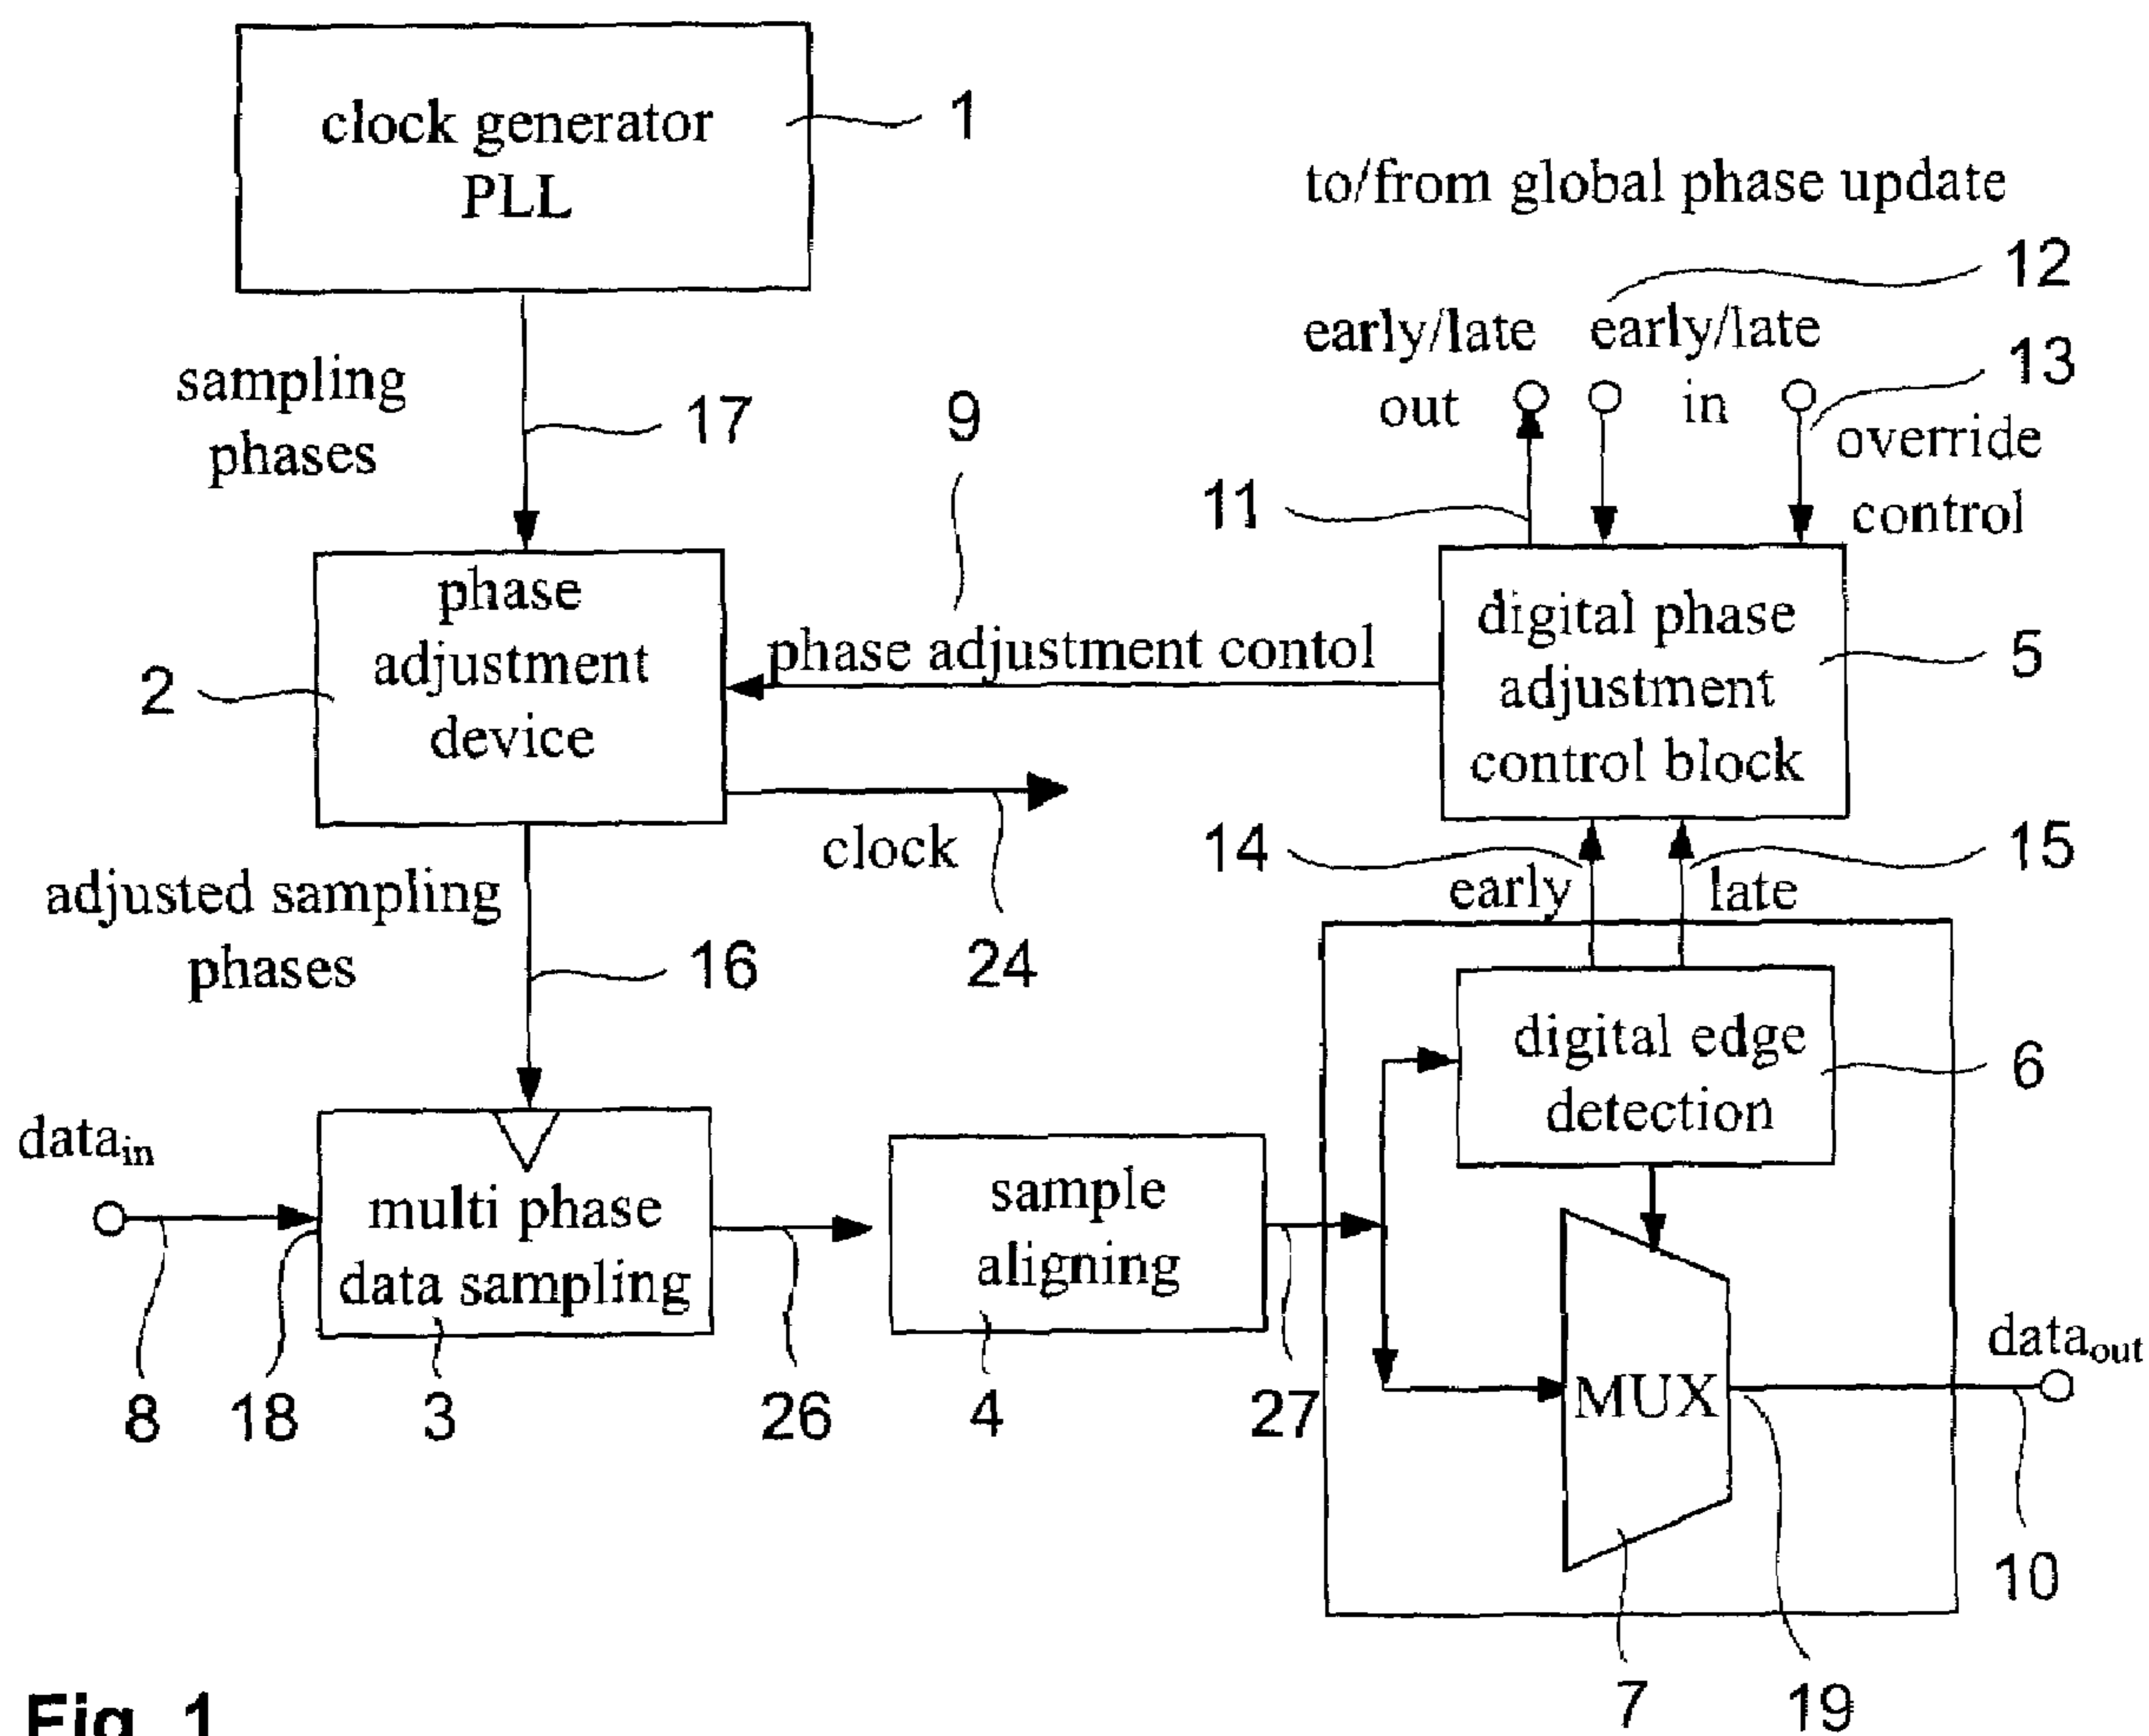 clock generator
PLL
1
to/from global phase update
12
early/late
out
early/late
in
13
override
control
sampling
phases
17
9
11
phase
adjustment
device
2
phase adjustment contol
digital phase
adjustment
control block
5
clock
24
14
early
late
15
adjusted sampling
phases
16
digital edge
detection
6
data_in
multi phase
data sampling
sample
aligning
MUX
data_out
8
18
3
26
4
27
10
7
19
Fig. 1